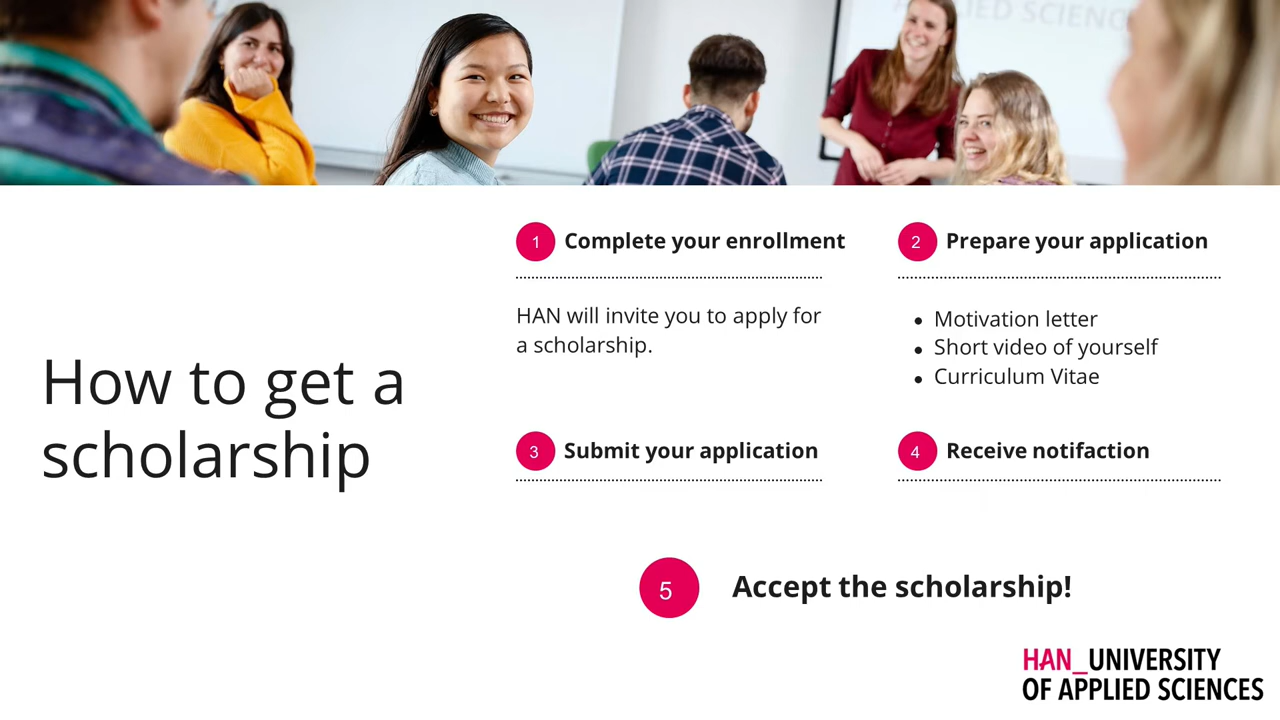 APPLIED SCIENC
How to get a
scholarship
1 Complete your enrollment
HAN will invite you to apply for
a scholarship.
2 Prepare your application
• Motivation letter
• Short video of yourself
• Curriculum Vitae
3 Submit your application
4 Receive notifaction
5 Accept the scholarship!
HAN_UNIVERSITY
OF APPLIED SCIENCES